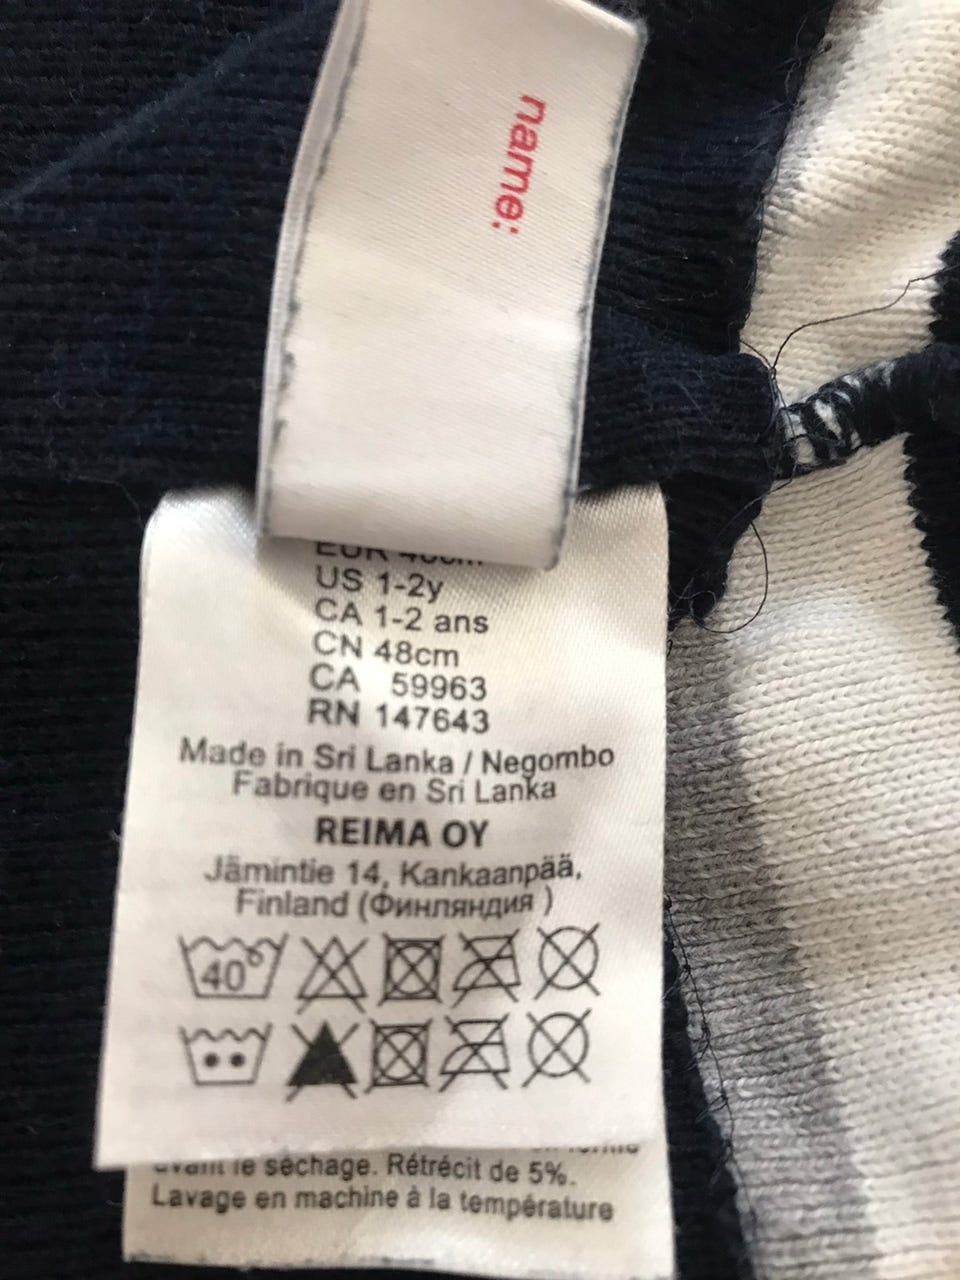 name:
US 1-2y
CA 1-2 ans
CN 48cm
CA 59963
RN 147643
Made in Sri Lanka / Negombo
Fabrique en Sri Lanka
REIMA OY
Jämintie 14, Kankaanpää,
Finland (Финляндия )
40
le séchage. Rétrécit de 5%.
Lavage en machine à la température